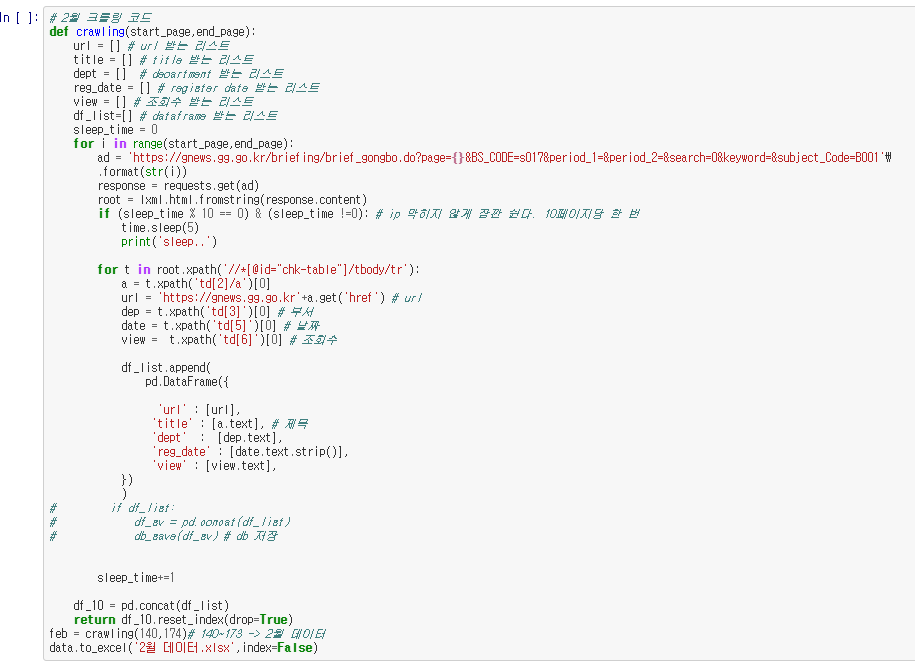 In [ ]:
# 2월 크롤링 코드
def crawling(start_page,end_page):
    url = [] # url 받는 리스트
    title = [] # title 받는 리스트
    dept = []  # department 받는 리스트
    reg_date = [] # register date 받는 리스트
    view = [] # 조회수 받는 리스트
    df_list=[] # dataframe 받는 리스트
    sleep_time = 0
    for i in range(start_page,end_page):
        ad = 'https://gnews.gg.go.kr/briefing/brief_gongbo.do?page={}&BS_CODE=s017&period_1=&period_2=&search=0&keyword=&subject_Code=BO01'₩
        .format(str(i))
        response = requests.get(ad)
        root = lxml.html.fromstring(response.content)
        if (sleep_time % 10 == 0) & (sleep_time !=0): # ip 막히지 않게 잠깐 쉰다. 10페이지당 한 번
            time.sleep(5)
            print('sleep..')

        for t in root.xpath('//*[@id="chk-table"]/tbody/tr'):
            a = t.xpath('td[2]/a')[0]
            url = 'https://gnews.gg.go.kr'+a.get('href') # url
            dep = t.xpath('td[3]')[0] # 부서
            date = t.xpath('td[5]')[0] # 날짜
            view =  t.xpath('td[6]')[0] # 조회수

            df_list.append(
                pd.DataFrame({

                  'url' : [url],
                 'title' : [a.text], # 제목
                 'dept'  :  [dep.text],
                 'reg_date' : [date.text.strip()],
                 'view' : [view.text],
            })
            )
#         if df_list:
#             df_sv = pd.concat(df_list)
#             db_save(df_sv) # db 저장

        sleep_time+=1

    df_10 = pd.concat(df_list)
    return df_10.reset_index(drop=True)
feb = crawling(140,174)# 140~173 -> 2월 데이터
data.to_excel('2월 데이터.xlsx',index=False)